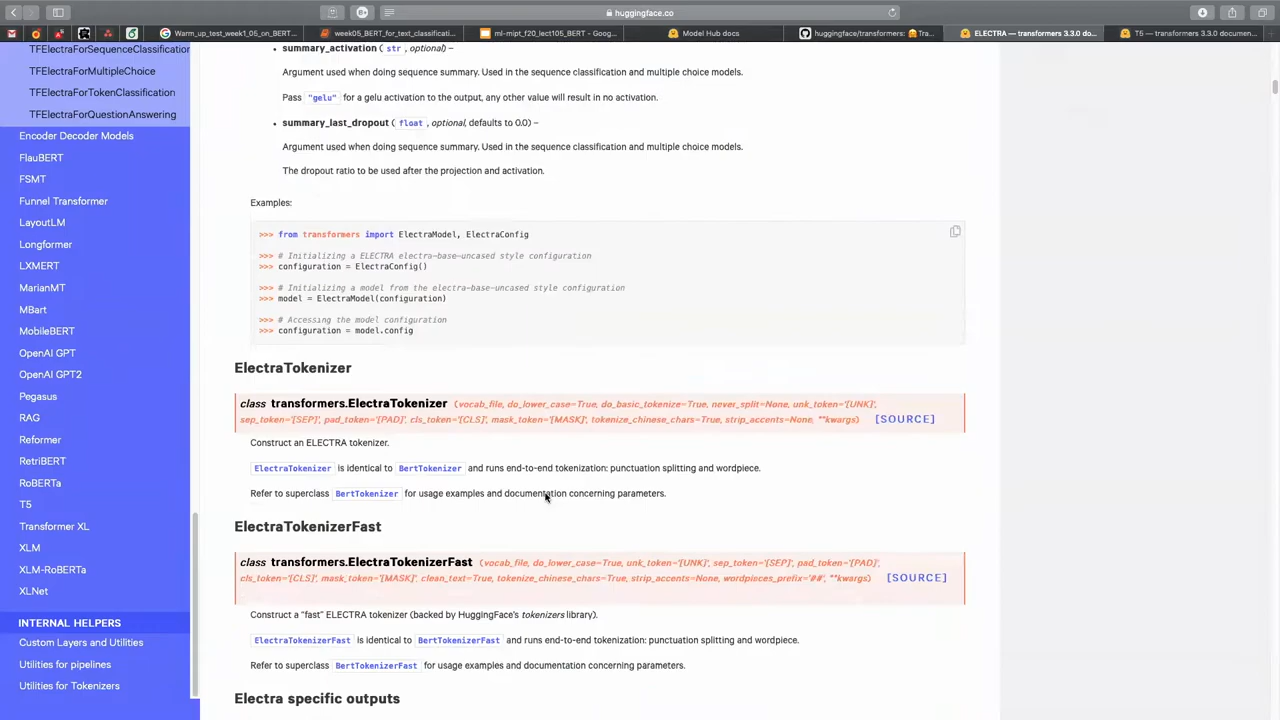 huggingface.co
Warm_up_test_week1_05_on_BERT...
week05_BERT_for_text_classificati...
ml-mipt_f20_lect105_BERT - Goog...
Model Hub docs
huggingface/transformers: 🤗Tra...
ELECTRA — transformers 3.3.0 do...
T5 — transformers 3.3.0 documen...
TFElectraForSequenceClassification
TFElectraForMultipleChoice
TFElectraForTokenClassification
TFElectraForQuestionAnswering
Encoder Decoder Models
FlauBERT
FSMT
Funnel Transformer
LayoutLM
Longformer
LXMERT
MarianMT
MBart
MobileBERT
OpenAI GPT
OpenAI GPT2
Pegasus
RAG
Reformer
RetriBERT
RoBERTa
T5
Transformer XL
XLM
XLM-RoBERTa
XLNet
INTERNAL HELPERS
Custom Layers and Utilities
Utilities for pipelines
Utilities for Tokenizers
• summary_activation ( str , optional) –
Argument used when doing sequence summary. Used in the sequence classification and multiple choice models.
Pass "gelu" for a gelu activation to the output, any other value will result in no activation.
• summary_last_dropout ( float , optional, defaults to 0.0) –
Argument used when doing sequence summary. Used in the sequence classification and multiple choice models.
The dropout ratio to be used after the projection and activation.
Examples:
>>> from transformers import ElectraModel, ElectraConfig
>>> # Initializing a ELECTRA electra-base-uncased style configuration
>>> configuration = ElectraConfig()
>>> # Initializing a model from the electra-base-uncased style configuration
>>> model = ElectraModel(configuration)
>>> # Accessing the model configuration
>>> configuration = model.config
ElectraTokenizer
class transformers.ElectraTokenizer (vocab_file, do_lower_case=True, do_basic_tokenize=True, never_split=None, unk_token='[UNK]',
sep_token='[SEP]', pad_token='[PAD]', cls_token='[CLS]', mask_token='[MASK]', tokenize_chinese_chars=True, strip_accents=None, **kwargs) [SOURCE]
Construct an ELECTRA tokenizer.
ElectraTokenizer is identical to BertTokenizer and runs end-to-end tokenization: punctuation splitting and wordpiece.
Refer to superclass BertTokenizer for usage examples and documentation concerning parameters.
ElectraTokenizerFast
class transformers.ElectraTokenizerFast (vocab_file, do_lower_case=True, unk_token='[UNK]', sep_token='[SEP]', pad_token='[PAD]',
cls_token='[CLS]', mask_token='[MASK]', clean_text=True, tokenize_chinese_chars=True, strip_accents=None, wordpieces_prefix='##', **kwargs) [SOURCE]
Construct a “fast” ELECTRA tokenizer (backed by HuggingFace's tokenizers library).
ElectraTokenizerFast is identical to BertTokenizerFast and runs end-to-end tokenization: punctuation splitting and wordpiece.
Refer to superclass BertTokenizerFast for usage examples and documentation concerning parameters.
Electra specific outputs